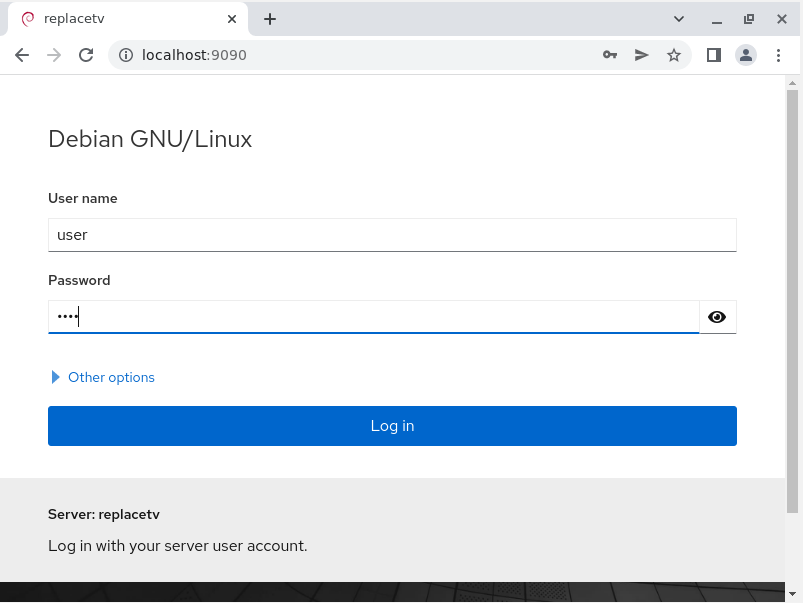 replacetv
localhost:9090
Debian GNU/Linux
User name
user
Password
••••
Other options
Log in
Server: replacetv
Log in with your server user account.